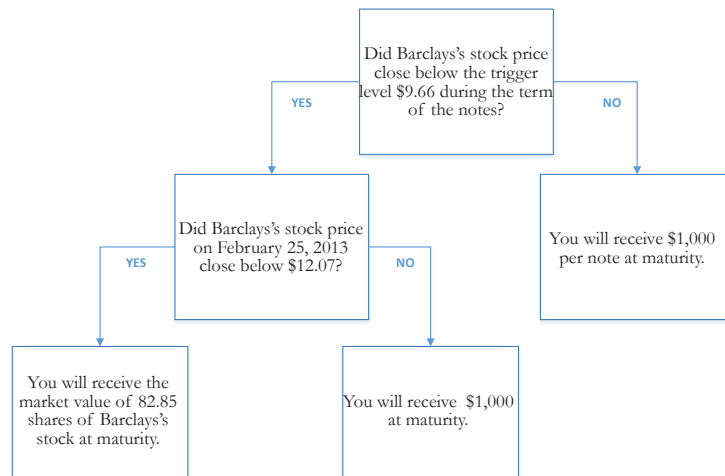 Did Barclays's stock price
close below the trigger
level $9.66 during the term
of the notes?
YES
NO
Did Barclays's stock price
on February 25, 2013
close below $12.07?
You will receive $1,000
per note at maturity.
YES
NO
You will receive the
market value of 82.85
shares of Barclays's
stock at maturity.
You will receive $1,000
at maturity.